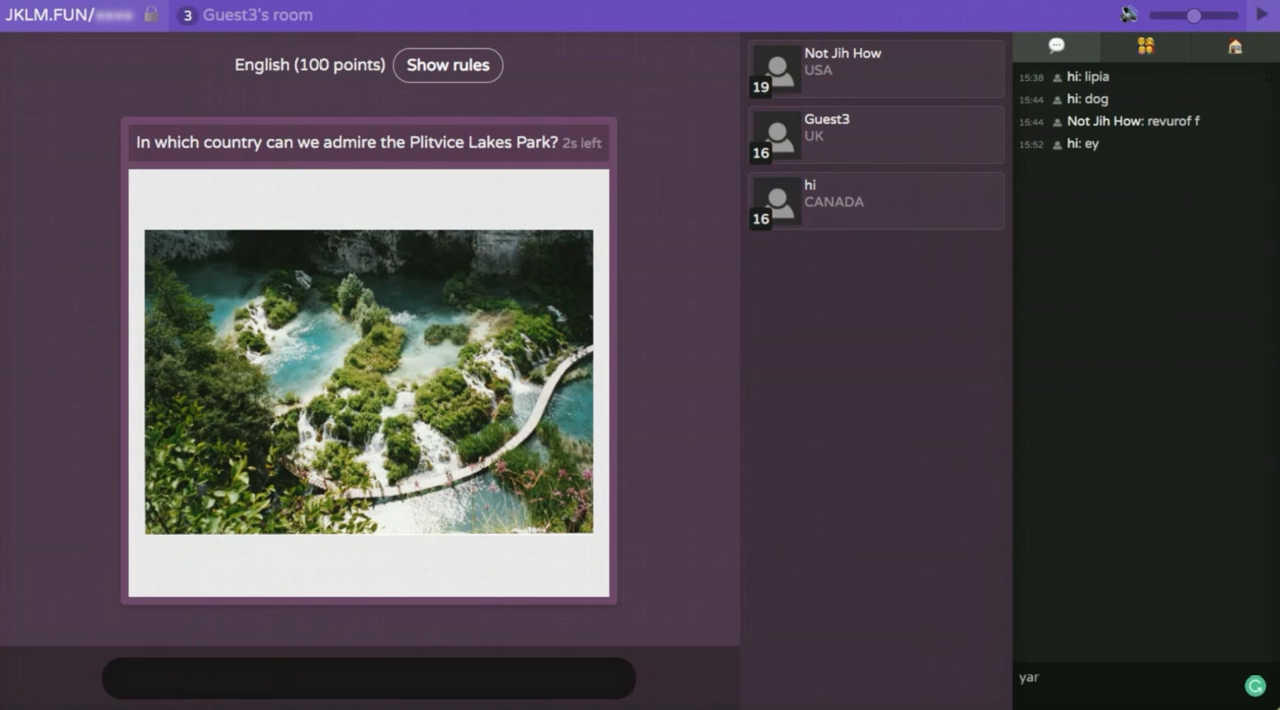 JKLM.FUN/
3 Guest3's room
English (100 points) Show rules
In which country can we admire the Plitvice Lakes Park? 2s left
Not Jih How
USA
19
Guest3
UK
16
hi
CANADA
16
15:38 hi: lipia
15:44 hi: dog
15:44 Not Jih How: revurof f
15:52 hi: ey
yar